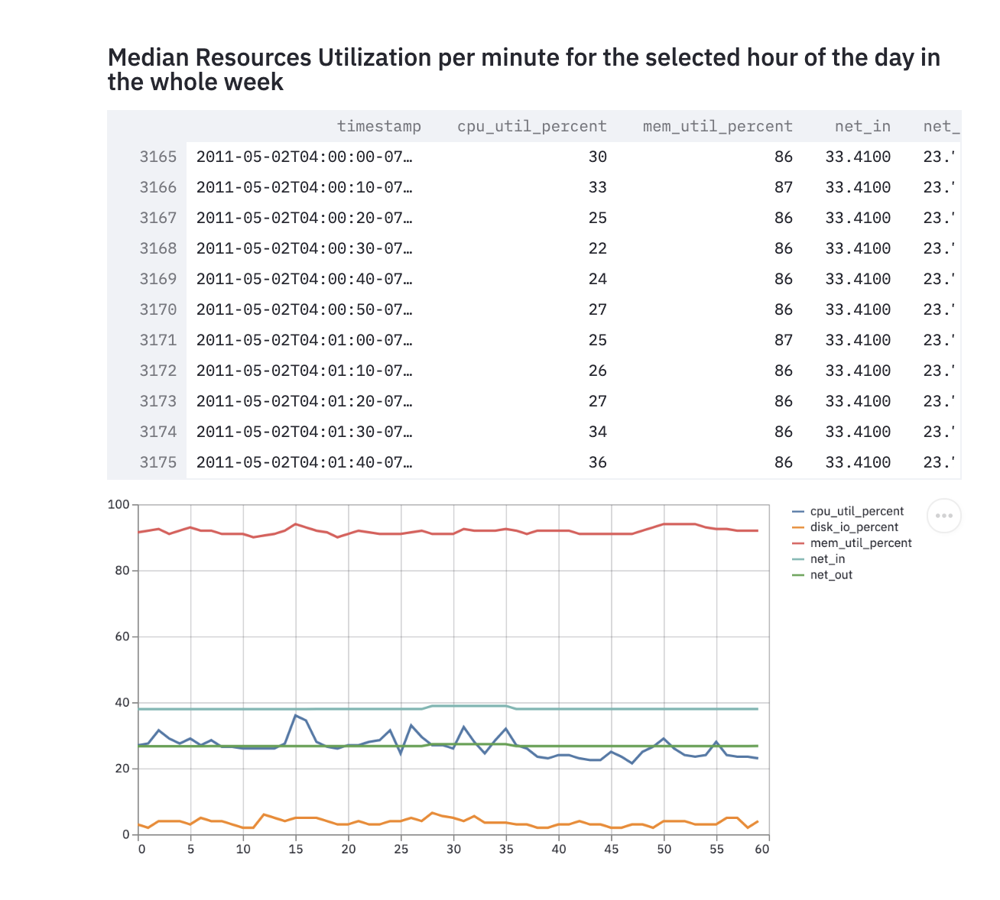 Median Resources Utilization per minute for the selected hour of the day in
the whole week
timestamp cpu_util_percent mem_util_percent net_in net_
3165 2011-05-02T04:00:00-07… 30 86 33.4100 23.
3166 2011-05-02T04:00:10-07… 33 87 33.4100 23.
3167 2011-05-02T04:00:20-07… 25 86 33.4100 23.
3168 2011-05-02T04:00:30-07… 22 86 33.4100 23.
3169 2011-05-02T04:00:40-07… 24 86 33.4100 23.
3170 2011-05-02T04:00:50-07… 27 86 33.4100 23.
3171 2011-05-02T04:01:00-07… 25 87 33.4100 23.
3172 2011-05-02T04:01:10-07… 26 86 33.4100 23.
3173 2011-05-02T04:01:20-07… 27 86 33.4100 23.
3174 2011-05-02T04:01:30-07… 34 86 33.4100 23.
3175 2011-05-02T04:01:40-07… 36 86 33.4100 23.
100
80
60
40
20
0
0 5 10 15 20 25 30 35 40 45 50 55 60
cpu_util_percent
disk_io_percent
mem_util_percent
net_in
net_out